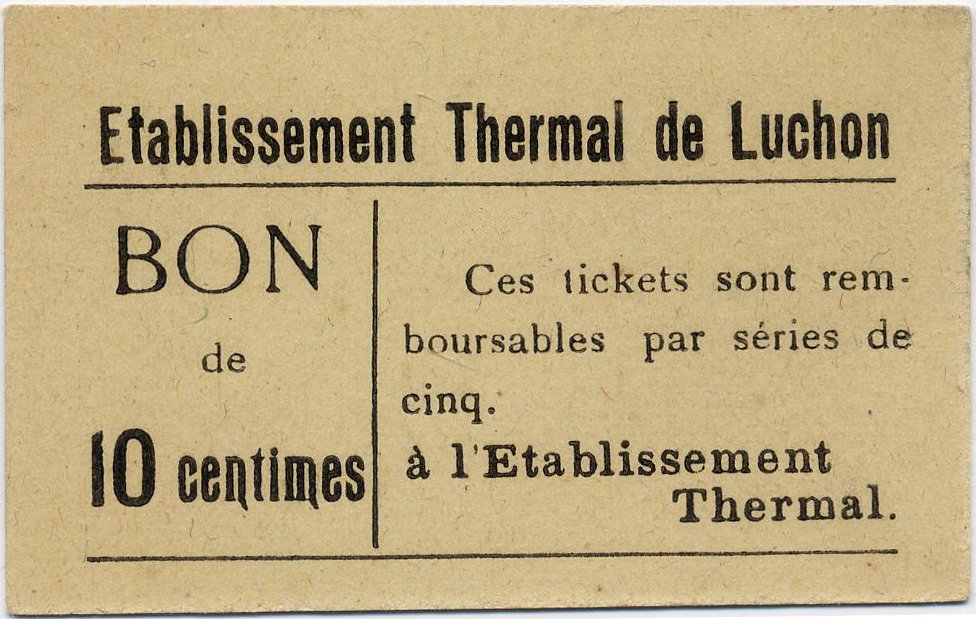 Etablissement Thermal de Luchon
BON
de
10 centimes
Ces tickets sont rem-
boursables par séries de
cinq.
à l'Etablissement
Thermal.